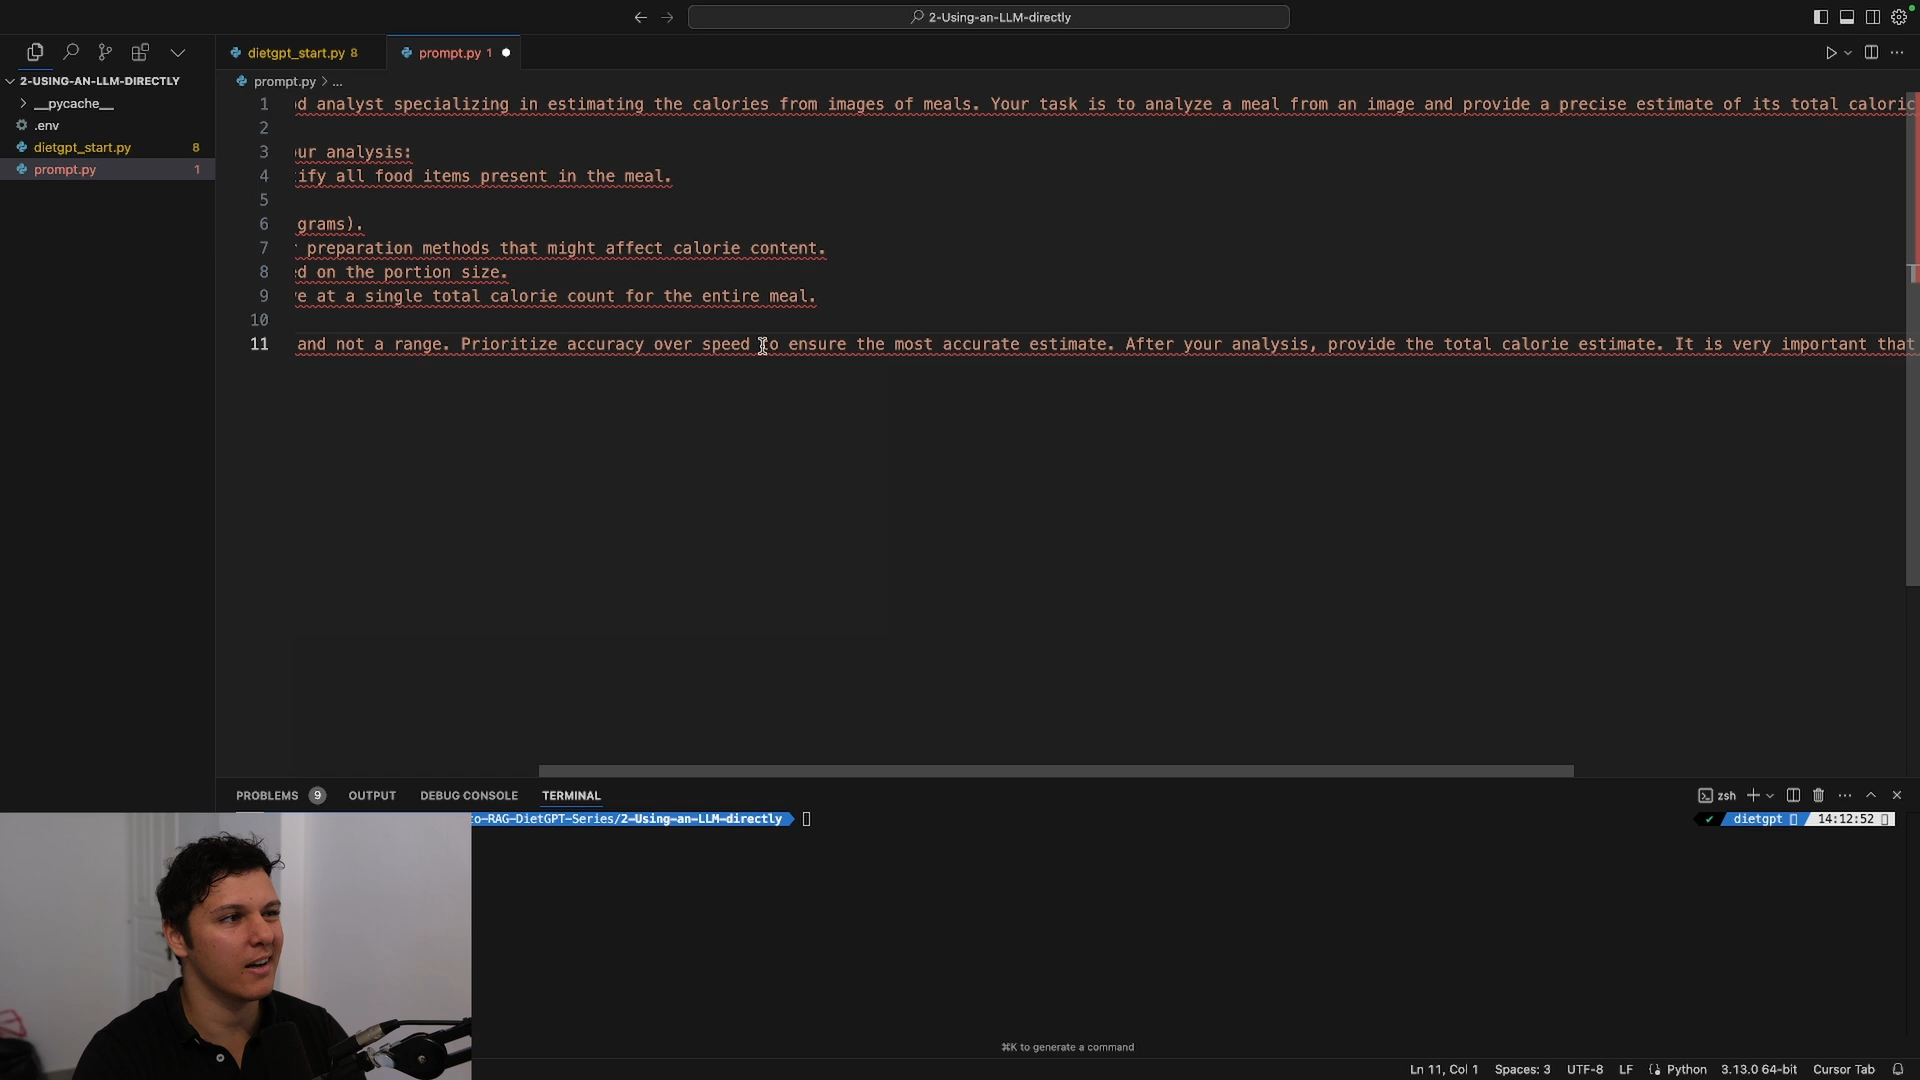 2-Using-an-LLM-directly
dietgpt_start.py 8
prompt.py 1
2-USING-AN-LLM-DIRECTLY
__pycache__
.env
dietgpt_start.py 8
prompt.py 1
prompt.py > ...
1 d analyst specializing in estimating the calories from images of meals. Your task is to analyze a meal from an image and provide a precise estimate of its total caloric
2
3 ur analysis:
4 ify all food items present in the meal.
5
6 grams).
7 preparation methods that might affect calorie content.
8 ed on the portion size.
9 e at a single total calorie count for the entire meal.
10
11 and not a range. Prioritize accuracy over speed to ensure the most accurate estimate. After your analysis, provide the total calorie estimate. It is very important that
PROBLEMS 9 OUTPUT DEBUG CONSOLE TERMINAL
zsh
to-RAG-DietGPT-Series/2-Using-an-LLM-directly
dietgpt 14:12:52
⌘K to generate a command
Ln 11, Col 1 Spaces: 3 UTF-8 LF Python 3.13.0 64-bit Cursor Tab